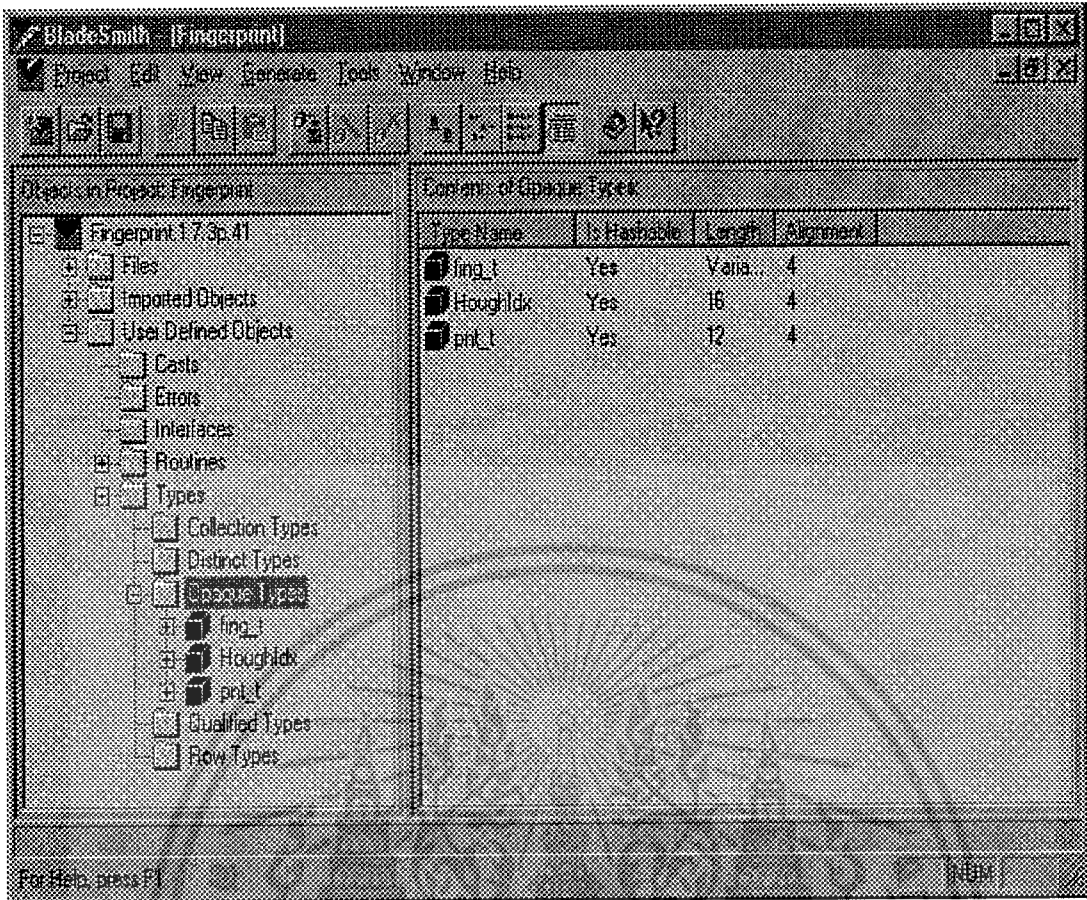 BladeSmith - [Fingerprint]
Project Edit View Generate Tools Window Help
Objects in Project: Fingerprint
Contents of Opaque Types:
Fingerprint.1.7.3p.41
Files
Imported Objects
User Defined Objects
Casts
Errors
Interfaces
Routines
Types
Collection Types
Distinct Types
Opaque Types
fing_t
HoughIdx
pnt_t
Qualified Types
Row Types
Type Name Is Hashable Length Alignment
fing_t Yes Varia... 4
HoughIdx Yes 16 4
pnt_t Yes 12 4
For Help, press F1
NUM